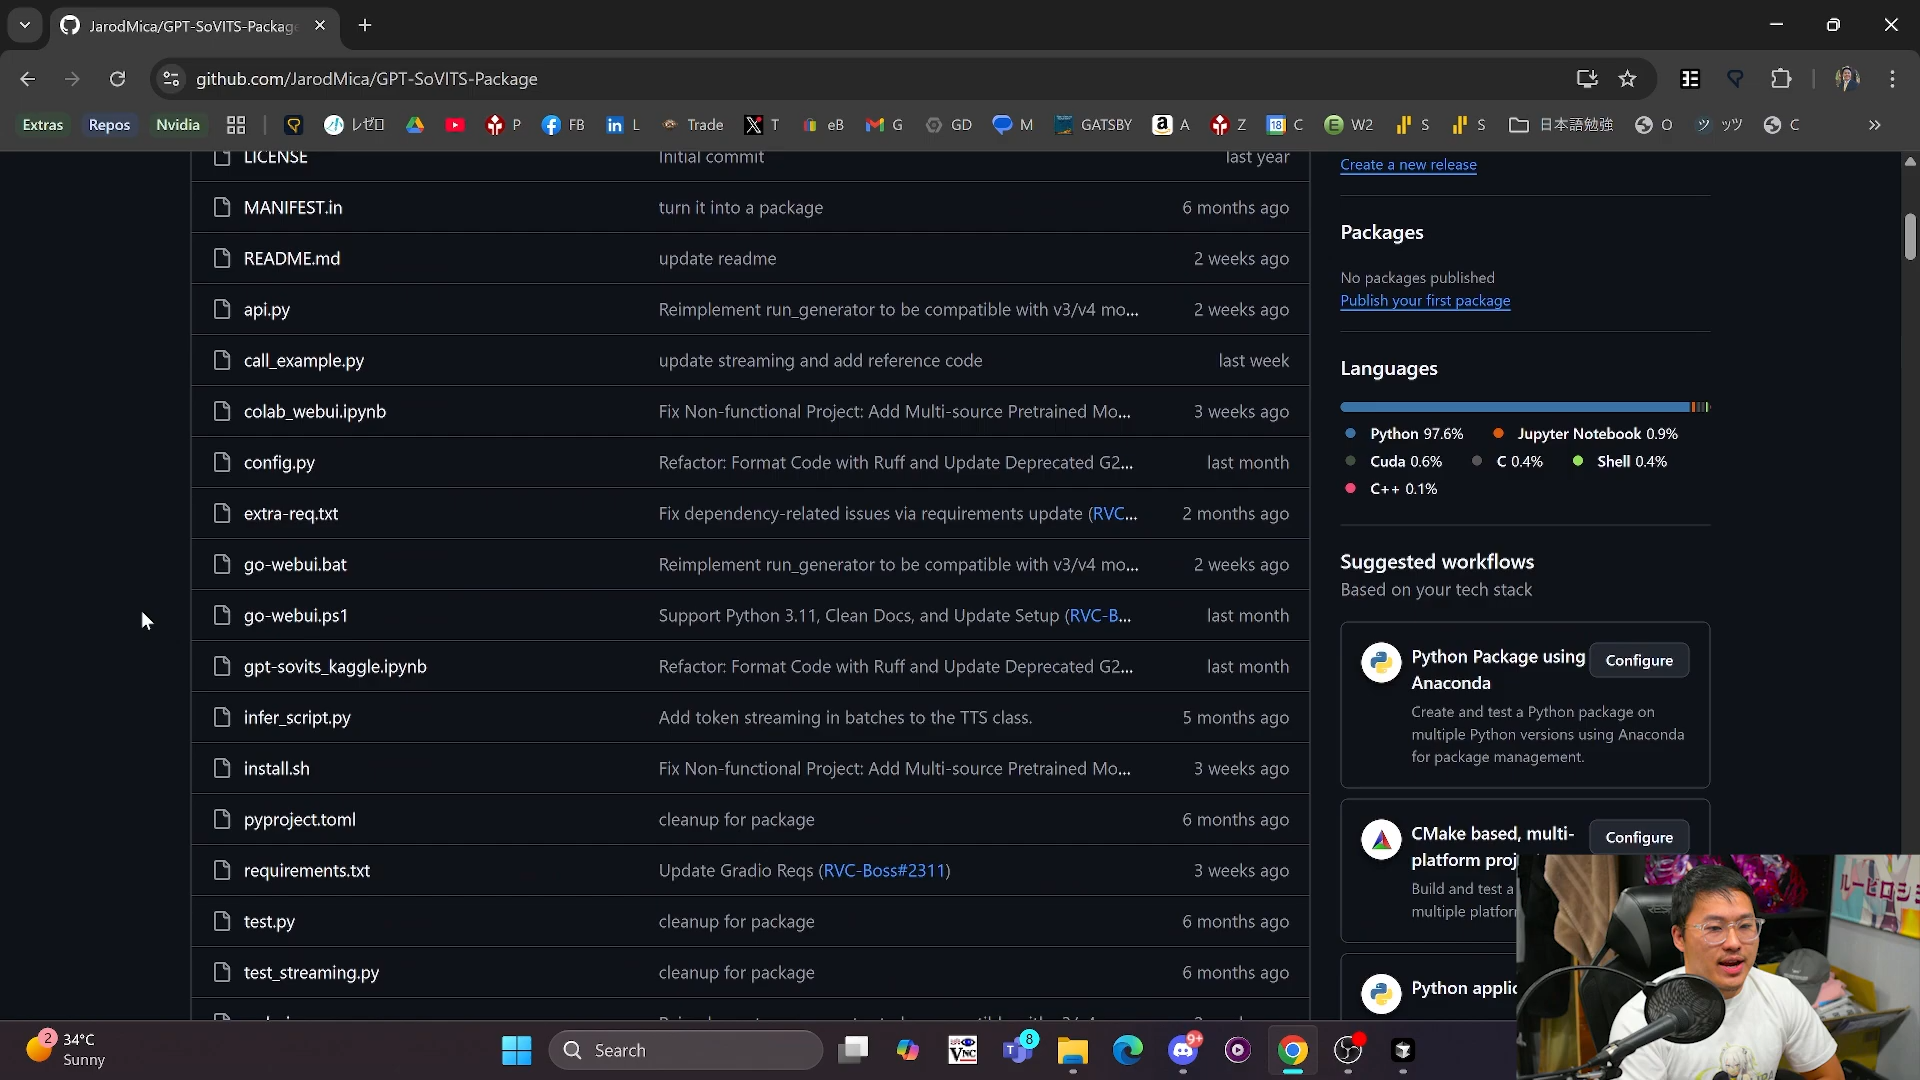 JarodMica/GPT-SoVITS-Packag
github.com/JarodMica/GPT-SoVITS-Package
Extras
Repos
Nvidia
レゼロ
P
FB
L
Trade
T
eB
G
GD
M
GATSBY
A
Z
C
W2
S
S
日本語勉強
O
ッツ
C
LICENSE
Initial commit
last year
MANIFEST.in
turn it into a package
6 months ago
README.md
update readme
2 weeks ago
api.py
Reimplement run_generator to be compatible with v3/v4 mo...
2 weeks ago
call_example.py
update streaming and add reference code
last week
colab_webui.ipynb
Fix Non-functional Project: Add Multi-source Pretrained Mo...
3 weeks ago
config.py
Refactor: Format Code with Ruff and Update Deprecated G2...
last month
extra-req.txt
Fix dependency-related issues via requirements update (RVC...
2 months ago
go-webui.bat
Reimplement run_generator to be compatible with v3/v4 mo...
2 weeks ago
go-webui.ps1
Support Python 3.11, Clean Docs, and Update Setup (RVC-B...
last month
gpt-sovits_kaggle.ipynb
Refactor: Format Code with Ruff and Update Deprecated G2...
last month
infer_script.py
Add token streaming in batches to the TTS class.
5 months ago
install.sh
Fix Non-functional Project: Add Multi-source Pretrained Mo...
3 weeks ago
pyproject.toml
cleanup for package
6 months ago
requirements.txt
Update Gradio Reqs (RVC-Boss#2311)
3 weeks ago
test.py
cleanup for package
6 months ago
test_streaming.py
cleanup for package
6 months ago
Create a new release
Packages
No packages published
Publish your first package
Languages
Python 97.6%
Jupyter Notebook 0.9%
Cuda 0.6%
C 0.4%
Shell 0.4%
C++ 0.1%
Suggested workflows
Based on your tech stack
Python Package using
Anaconda
Configure
Create and test a Python package on
multiple Python versions using Anaconda
for package management.
CMake based, multi-
platform proj
Configure
Build and test a
multiple platfor
Python applic
2
34°C
Sunny
Search
VNC
8
9+